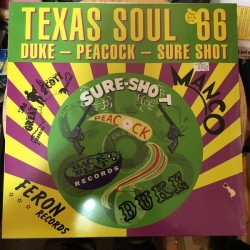 TEXAS SOUL '66
DUKE – PEACOCK – SURE SHOT
SURE-SHOT
MANCO
PEACOCK
RECORDS
DUKE
FERON
RECORDS